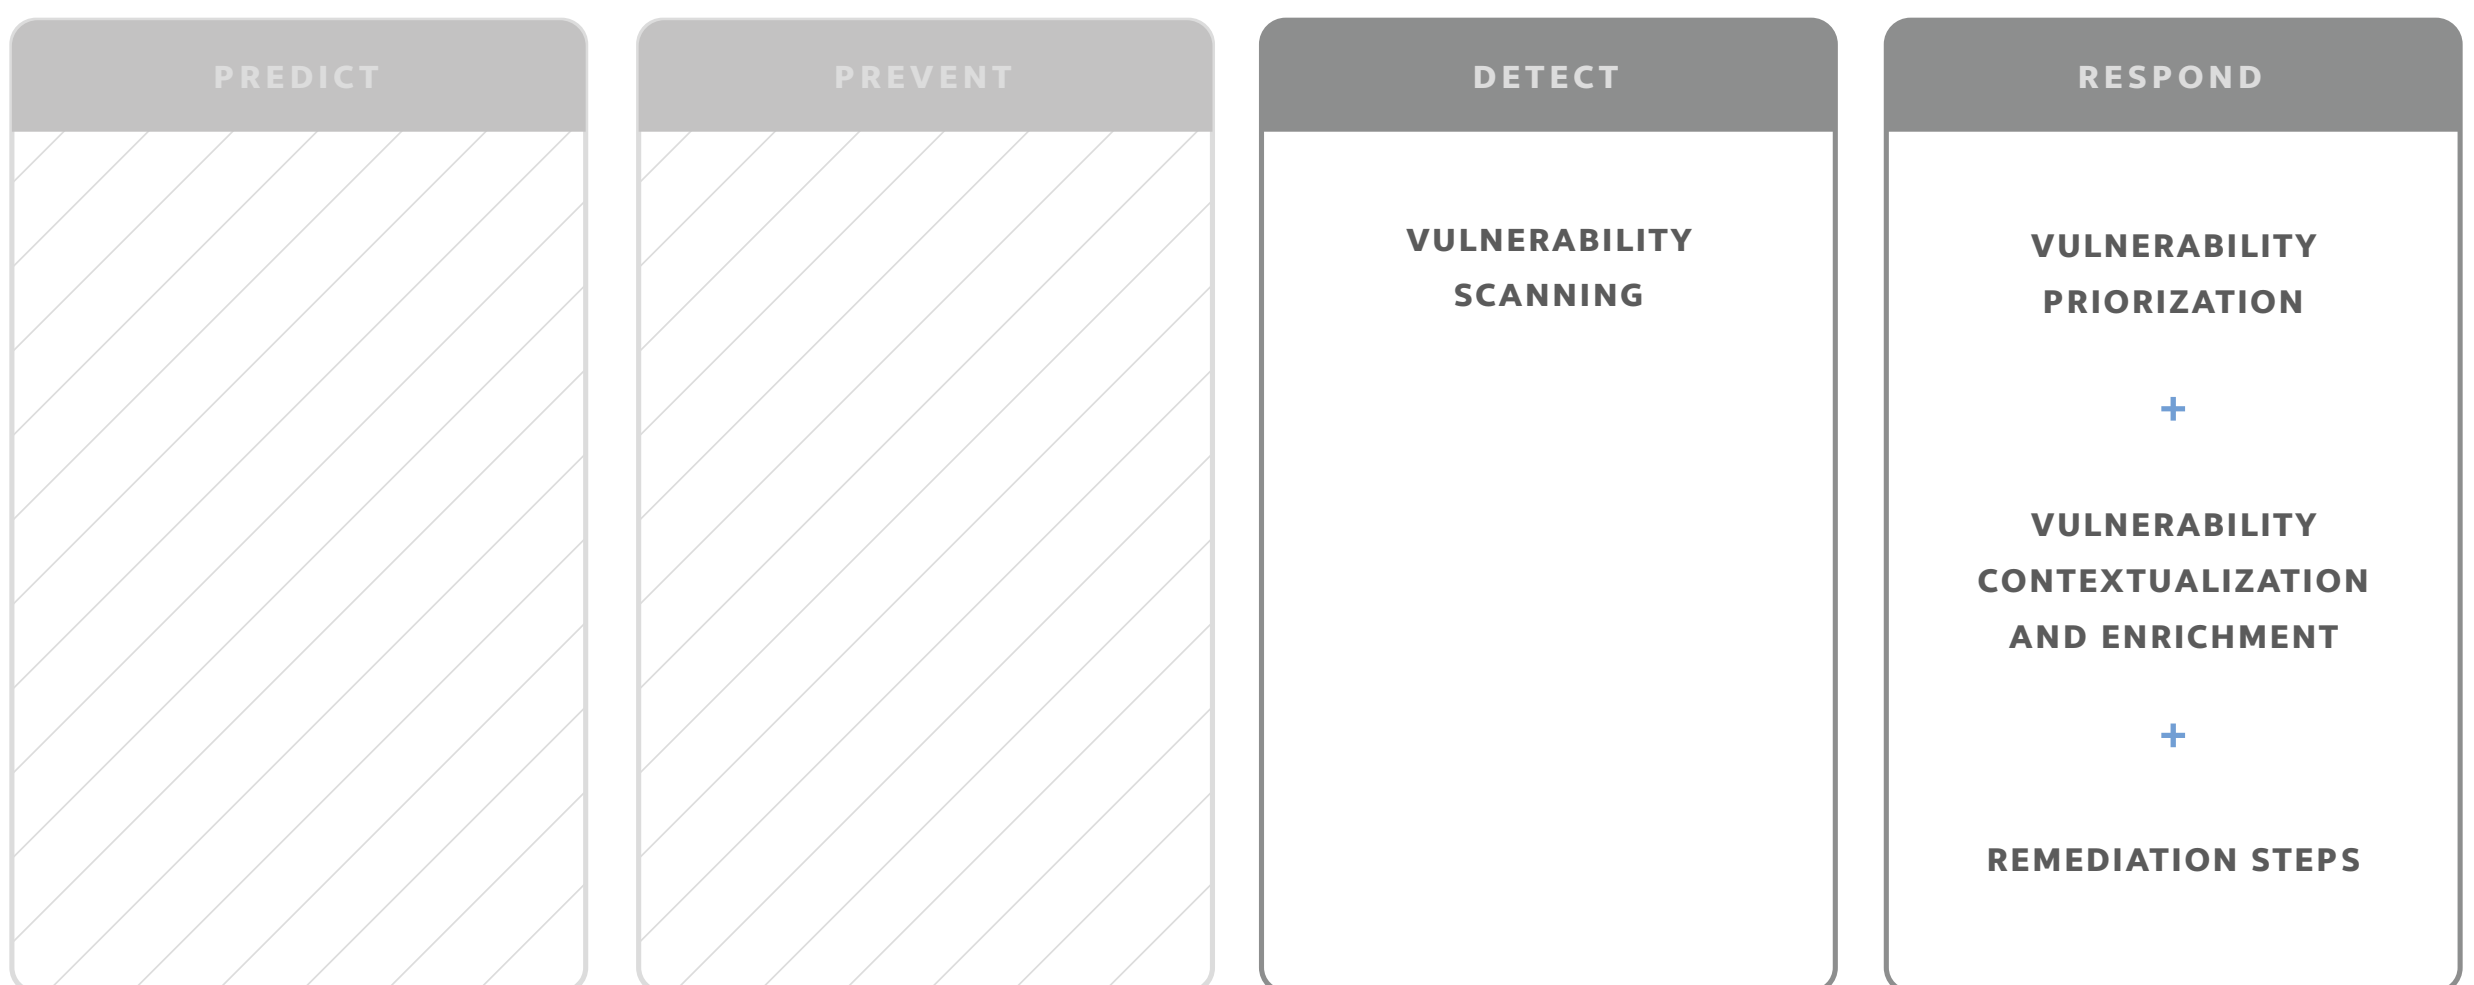 PREDICT
PREVENT
DETECT
RESPOND
VULNERABILITY
SCANNING
VULNERABILITY
PRIORIZATION
+
VULNERABILITY
CONTEXTUALIZATION
AND ENRICHMENT
+
REMEDIATION STEPS